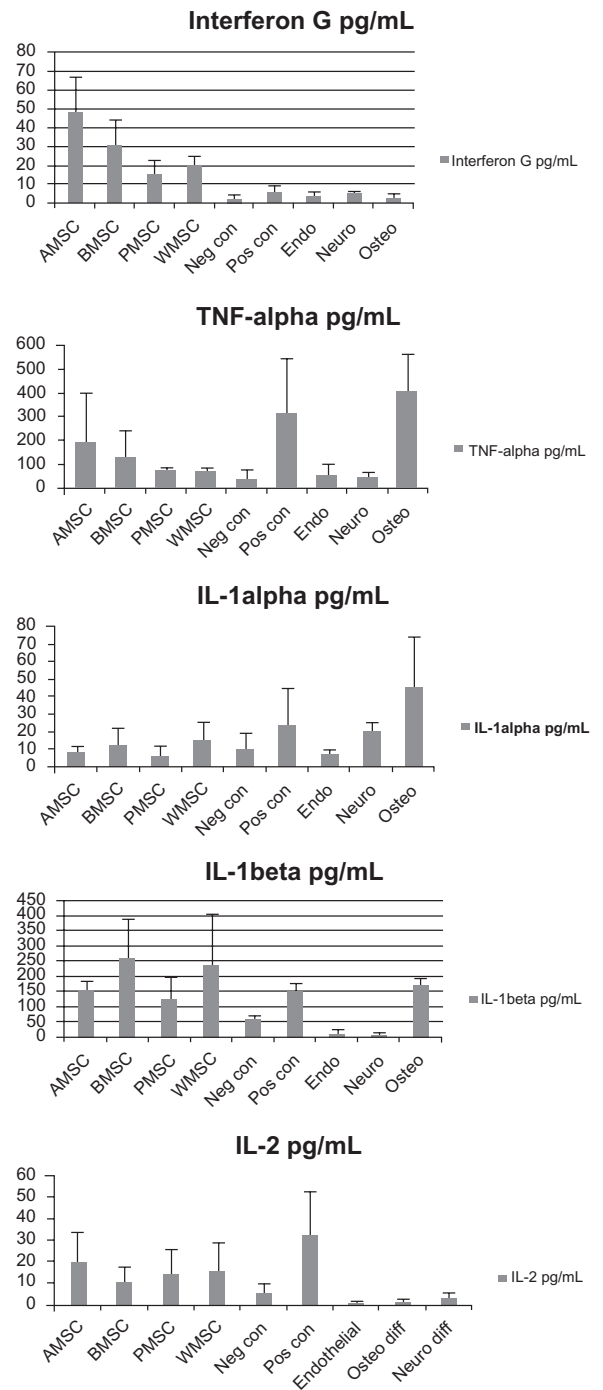 Interferon G pg/mL
80
70
60
50
40
30
20
10
0
AMSC
BMSC
PMSC
WMSC
Neg con
Pos con
Endo
Neuro
Osteo
Interferon G pg/mL
TNF-alpha pg/mL
600
500
400
300
200
100
0
AMSC
BMSC
PMSC
WMSC
Neg con
Pos con
Endo
Neuro
Osteo
TNF-alpha pg/mL
IL-1alpha pg/mL
80
70
60
50
40
30
20
10
0
AMSC
BMSC
PMSC
WMSC
Neg con
Pos con
Endo
Neuro
Osteo
IL-1alpha pg/mL
IL-1beta pg/mL
450
400
350
300
250
200
150
100
50
0
AMSC
BMSC
PMSC
WMSC
Neg con
Pos con
Endo
Neuro
Osteo
IL-1beta pg/mL
IL-2 pg/mL
60
50
40
30
20
10
0
AMSC
BMSC
PMSC
WMSC
Neg con
Pos con
Endothelial
Osteo diff
Neuro diff
IL-2 pg/mL